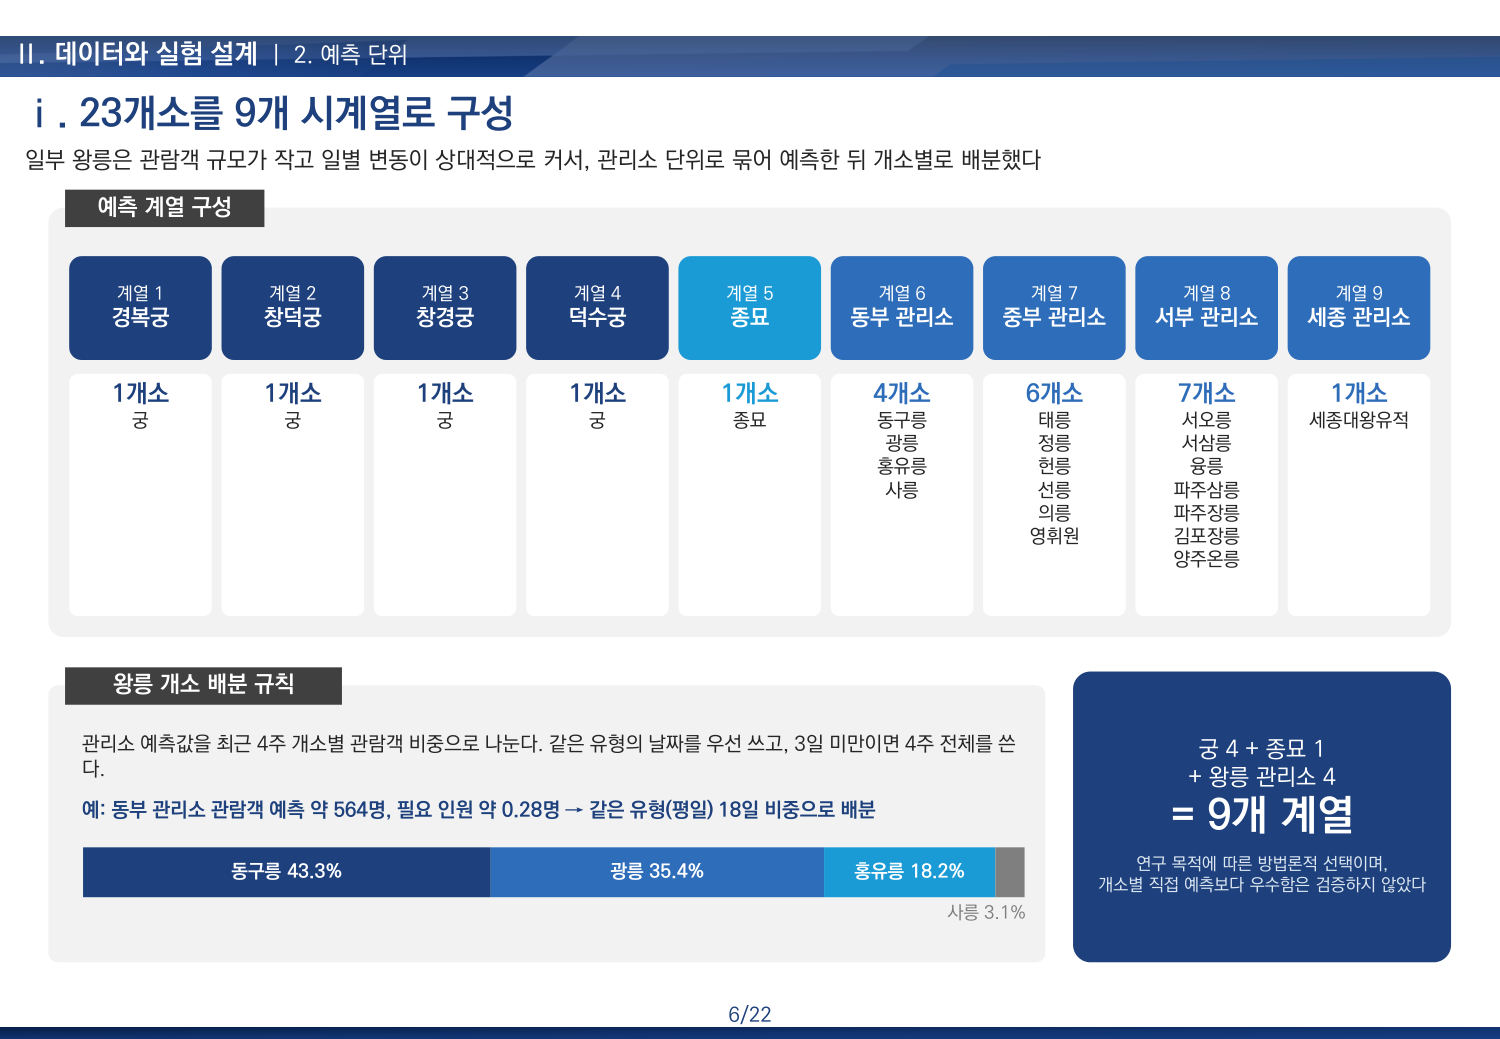 II. 데이터와 실험 설계 | 2. 예측 단위
ⅰ. 23개소를 9개 시계열로 구성
일부 왕릉은 관람객 규모가 작고 일별 변동이 상대적으로 커서, 관리소 단위로 묶어 예측한 뒤 개소별로 배분했다
예측 계열 구성
계열 1
경복궁
1개소
궁
계열 2
창덕궁
1개소
궁
계열 3
창경궁
1개소
궁
계열 4
덕수궁
1개소
궁
계열 5
종묘
1개소
종묘
계열 6
동부 관리소
4개소
동구릉
광릉
홍유릉
사릉
계열 7
중부 관리소
6개소
태릉
정릉
헌릉
선릉
의릉
영휘원
계열 8
서부 관리소
7개소
서오릉
서삼릉
융릉
파주삼릉
파주장릉
김포장릉
양주온릉
계열 9
세종 관리소
1개소
세종대왕유적
왕릉 개소 배분 규칙
관리소 예측값을 최근 4주 개소별 관람객 비중으로 나눈다. 같은 유형의 날짜를 우선 쓰고, 3일 미만이면 4주 전체를 쓴
다.
예: 동부 관리소 관람객 예측 약 564명, 필요 인원 약 0.28명 → 같은 유형(평일) 18일 비중으로 배분
동구릉 43.3%
광릉 35.4%
홍유릉 18.2%
사릉 3.1%
궁 4 + 종묘 1
+ 왕릉 관리소 4
= 9개 계열
연구 목적에 따른 방법론적 선택이며,
개소별 직접 예측보다 우수함은 검증하지 않았다
6/22